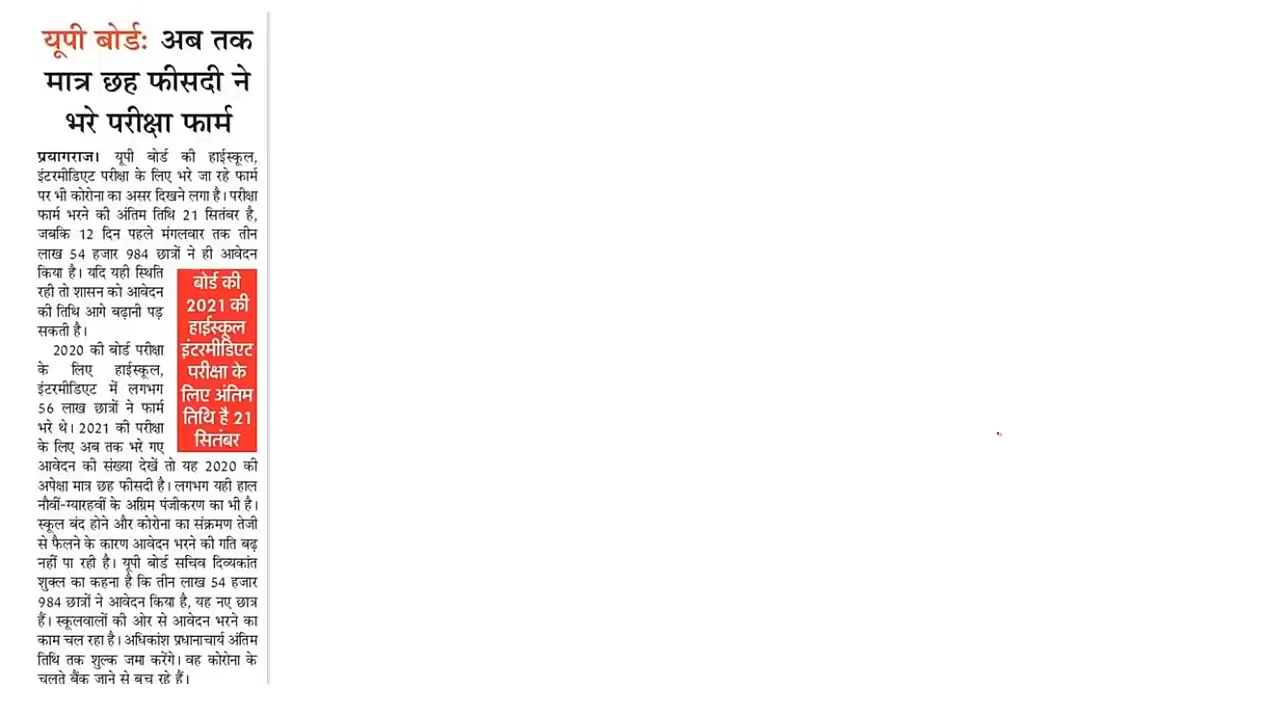 यूपी बोर्ड: अब तक
मात्र छह फीसदी ने
भरे परीक्षा फार्म
प्रयागराज। यूपी बोर्ड की हाईस्कूल,
इंटरमीडिएट परीक्षा के लिए भरे जा रहे फार्म
पर भी कोरोना का असर दिखने लगा है। परीक्षा
फार्म भरने की अंतिम तिथि 21 सितंबर है,
जबकि 12 दिन पहले मंगलवार तक तीन
लाख 54 हजार 984 छात्रों ने ही आवेदन
किया है। यदि यही स्थिति
रही तो शासन को आवेदन
की तिथि आगे बढ़ानी पड़
सकती है।
2020 की बोर्ड परीक्षा
के लिए हाईस्कूल,
इंटरमीडिएट में लगभग
56 लाख छात्रों ने फार्म
भरे थे। 2021 की परीक्षा
के लिए अब तक भरे गए
आवेदन की संख्या देखें तो यह 2020 की
अपेक्षा मात्र छह फीसदी है। लगभग यही हाल
नौवीं-ग्यारहवीं के अग्रिम पंजीकरण का भी है।
स्कूल बंद होने और कोरोना का संक्रमण तेजी
से फैलने के कारण आवेदन भरने की गति बढ़
नहीं पा रही है। यूपी बोर्ड सचिव दिव्यकांत
शुक्ल का कहना है कि तीन लाख 54 हजार
984 छात्रों ने आवेदन किया है, यह नए छात्र
हैं। स्कूलवालों की ओर से आवेदन भरने का
काम चल रहा है। अधिकांश प्रधानाचार्य अंतिम
तिथि तक शुल्क जमा करेंगे। वह कोरोना के
चलते बैंक जाने से बच रहे हैं।
बोर्ड की
2021 की
हाईस्कूल
इंटरमीडिएट
परीक्षा के
लिए अंतिम
तिथि है 21
सितंबर